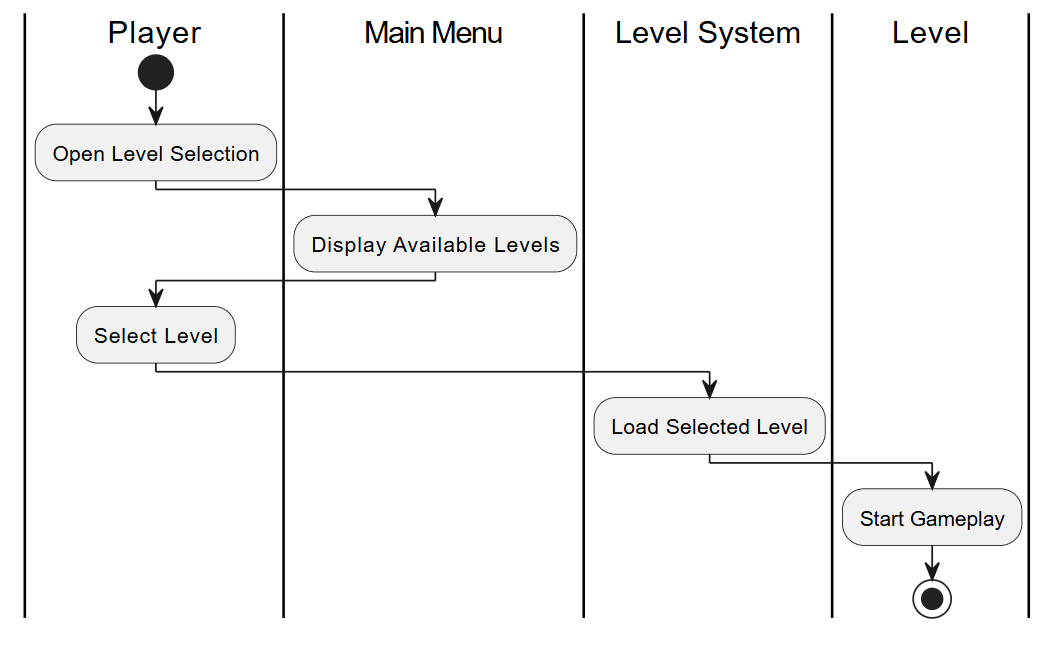 Player
Main Menu
Level System
Level
Open Level Selection
Display Available Levels
Select Level
Load Selected Level
Start Gameplay